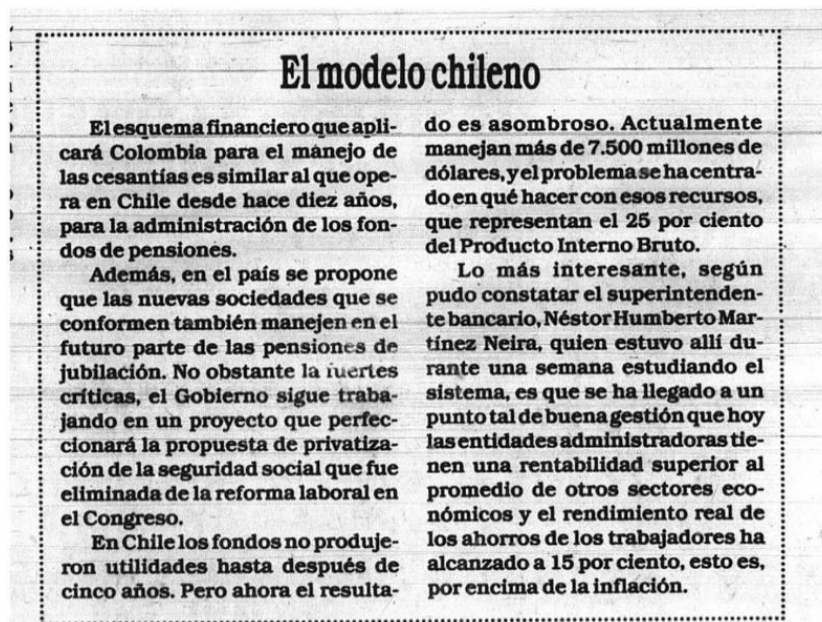 El modelo chileno
El esquema financiero que apli-
cará Colombia para el manejo de
las cesantías es similar al que ope-
ra en Chile desde hace diez años,
para la administración de los fon-
dos de pensiones.
Además, en el país se propone
que las nuevas sociedades que se
conformen también manejen en el
futuro parte de las pensiones de
jubilación. No obstante la fuertes
críticas, el Gobierno sigue traba-
jando en un proyecto que perfec-
cionará la propuesta de privatiza-
ción de la seguridad social que fue
eliminada de la reforma laboral en
el Congreso.
En Chile los fondos no produje-
ron utilidades hasta después de
cinco años. Pero ahora el resulta-
do es asombroso. Actualmente
manejan más de 7.500 millones de
dólares, y el problema se ha centra-
do en qué hacer con esos recursos,
que representan el 25 por ciento
del Producto Interno Bruto.
Lo más interesante, según
pudo constatar el superintenden-
te bancario, Néstor Humberto Mar-
tínez Neira, quien estuvo allí du-
rante una semana estudiando el
sistema, es que se ha llegado a un
punto tal de buena gestión que hoy
las entidades administradoras tie-
nen una rentabilidad superior al
promedio de otros sectores eco-
nómicos y el rendimiento real de
los ahorros de los trabajadores ha
alcanzado a 15 por ciento, esto es,
por encima de la inflación.